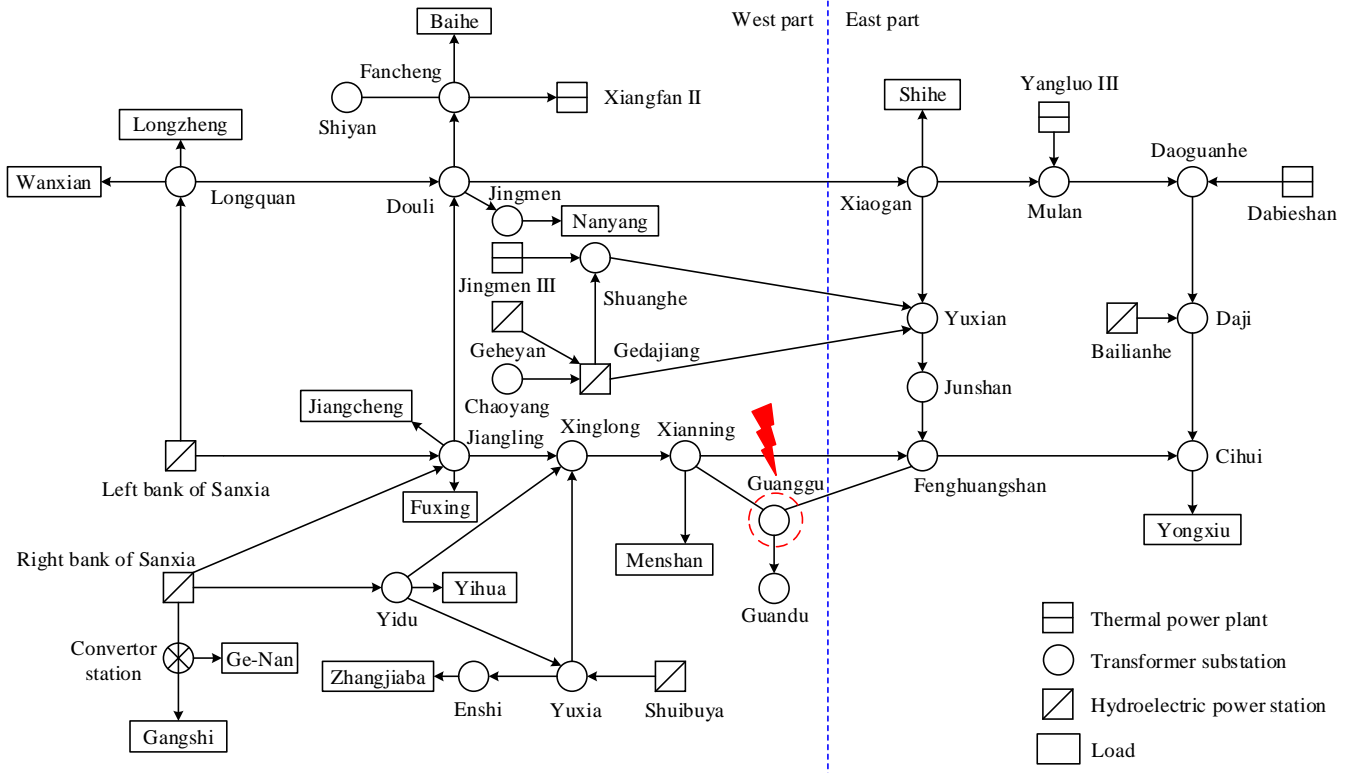 West part
East part
Baihe
Fancheng
Xiangfan II
Shiyan
Yangluo III
Shihe
Longzheng
Daoguanhe
Wanxian
Longquan
Douli
Jingmen
Nanyang
Xiaogan
Mulan
Dabieshan
Jingmen III
Shuanghe
Geheyan
Gedajiang
Yuxian
Bailianhe
Daji
Chaoyang
Junshan
Jiangcheng
Jiangling
Xinglong
Xianning
Left bank of Sanxia
Guanggu
Fenghuangshan
Cihui
Fuxing
Yongxiu
Right bank of Sanxia
Menshan
Yihua
Yidu
Guandu
Convertor
station
Ge-Nan
Zhangjiaba
Enshi
Yuxia
Shuibuya
Gangshi
Thermal power plant
Transformer substation
Hydroelectric power station
Load